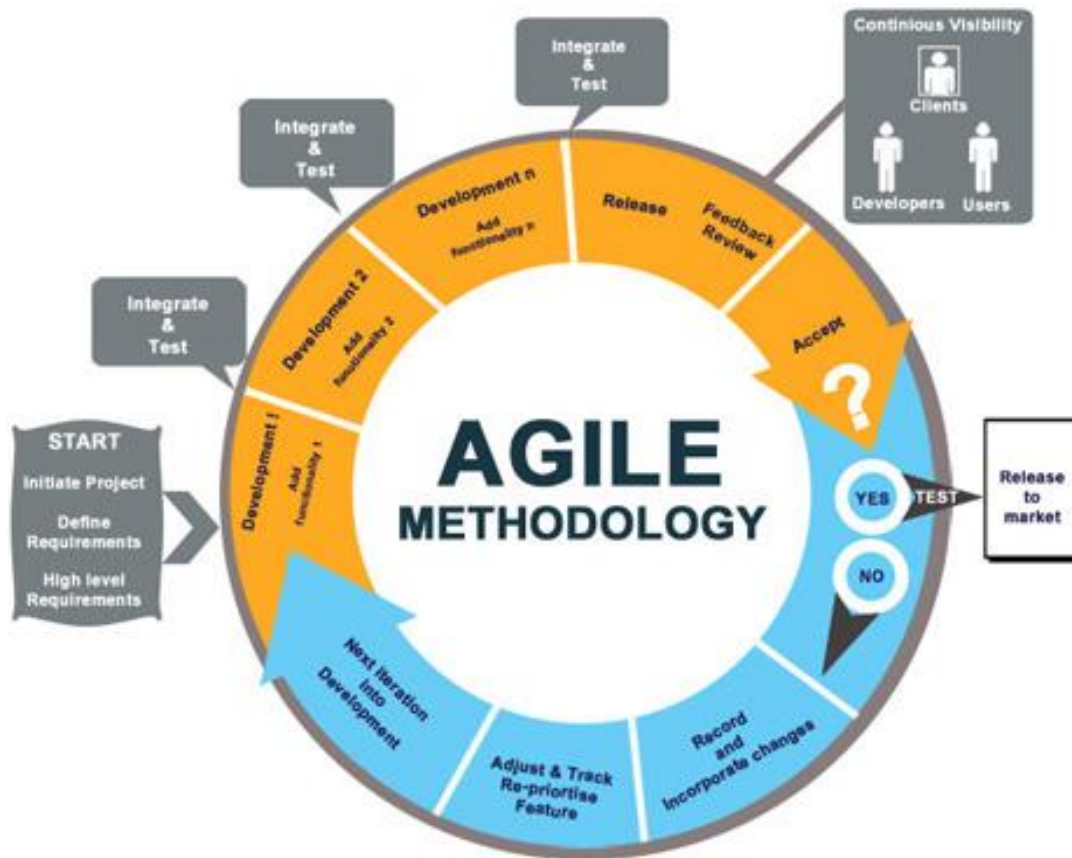 Continious Visibility
Clients
Developers
Users
Integrate
&
Test
Integrate
&
Test
Integrate
&
Test
START
Initiate Project
Define
Requirements
High level
Requirements
Development 1
Add
functionality 1
Development 2
Add
functionality 2
Development n
Add
functionality n
Release
Feedback
Review
Accept
?
YES
TEST
Release
to
market
NO
Record
and
Incorporate changes
Adjust & Track
Re-priortise
Feature
Next iteration
into
Development
AGILE
METHODOLOGY